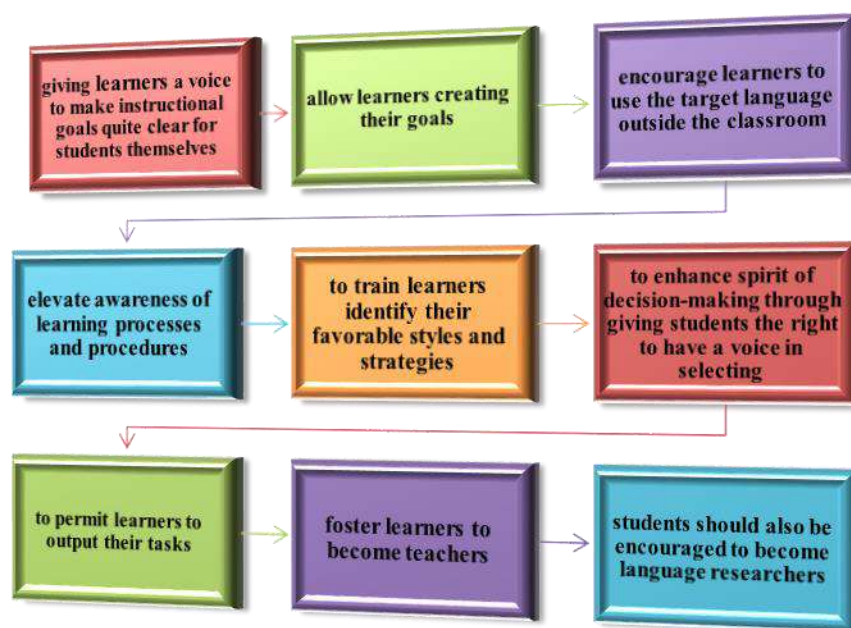 giving learners a voice
to make instructional
goals quite clear for
students themselves
allow learners creating
their goals
encourage learners to
use the target language
outside the classroom
elevate awareness of
learning processes
and procedures
to train learners
identify their
favorable styles and
strategies
to enhance spirit of
decision-making through
giving students the right
to have a voice in
selecting
to permit learners to
output their tasks
foster learners to
become teachers
students should also be
encouraged to become
language researchers